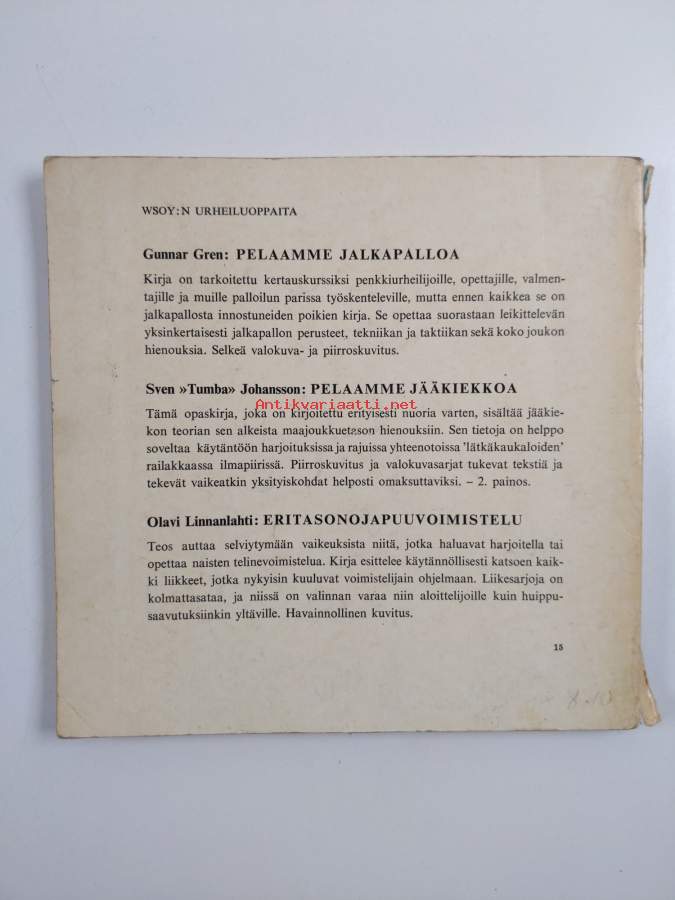 WSOY:N URHEILUOPPAITA
Gunnar Gren: PELAAMME JALKAPALLOA
Kirja on tarkoitettu kertauskurssiksi penkkiurheilijoille, opettajille, valmen-
tajille ja muille palloilun parissa työskenteleville, mutta ennen kaikkea se on
jalkapallosta innostuneiden poikien kirja. Se opettaa suorastaan leikittelevän
yksinkertaisesti jalkapallon perusteet, tekniikan ja taktiikan sekä koko joukon
hienouksia. Selkeä valokuva- ja piirroskuvitus.
Sven »Tumba» Johansson: PELAAMME JÄÄKIEKKOA
Antikvariaatti.net
Tämä opaskirja, joka on kirjoitettu erityisesti nuoria varten, sisältää jääkie-
kon teorian sen alkeista maajoukkuetason hienouksiin. Sen tietoja on helppo
soveltaa käytäntöön harjoituksissa ja rajuissa yhteenotoissa 'lätkäkaukaloiden'
railakkaassa ilmapiirissä. Piirroskuvitus ja valokuvasarjat tukevat tekstiä ja
tekevät vaikeatkin yksityiskohdat helposti omaksuttaviksi. – 2. painos.
Olavi Linnanlahti: ERITASONOJAPUUVOIMISTELU
Teos auttaa selviytymään vaikeuksista niitä, jotka haluavat harjoitella tai
opettaa naisten telinevoimistelua. Kirja esittelee käytännöllisesti katsoen kaik-
ki liikkeet, jotka nykyisin kuuluvat voimistelijain ohjelmaan. Liikesarjoja on
kolmattasataa, ja niissä on valinnan varaa niin aloittelijoille kuin huippu-
saavutuksiinkin yltäville. Havainnollinen kuvitus.
15